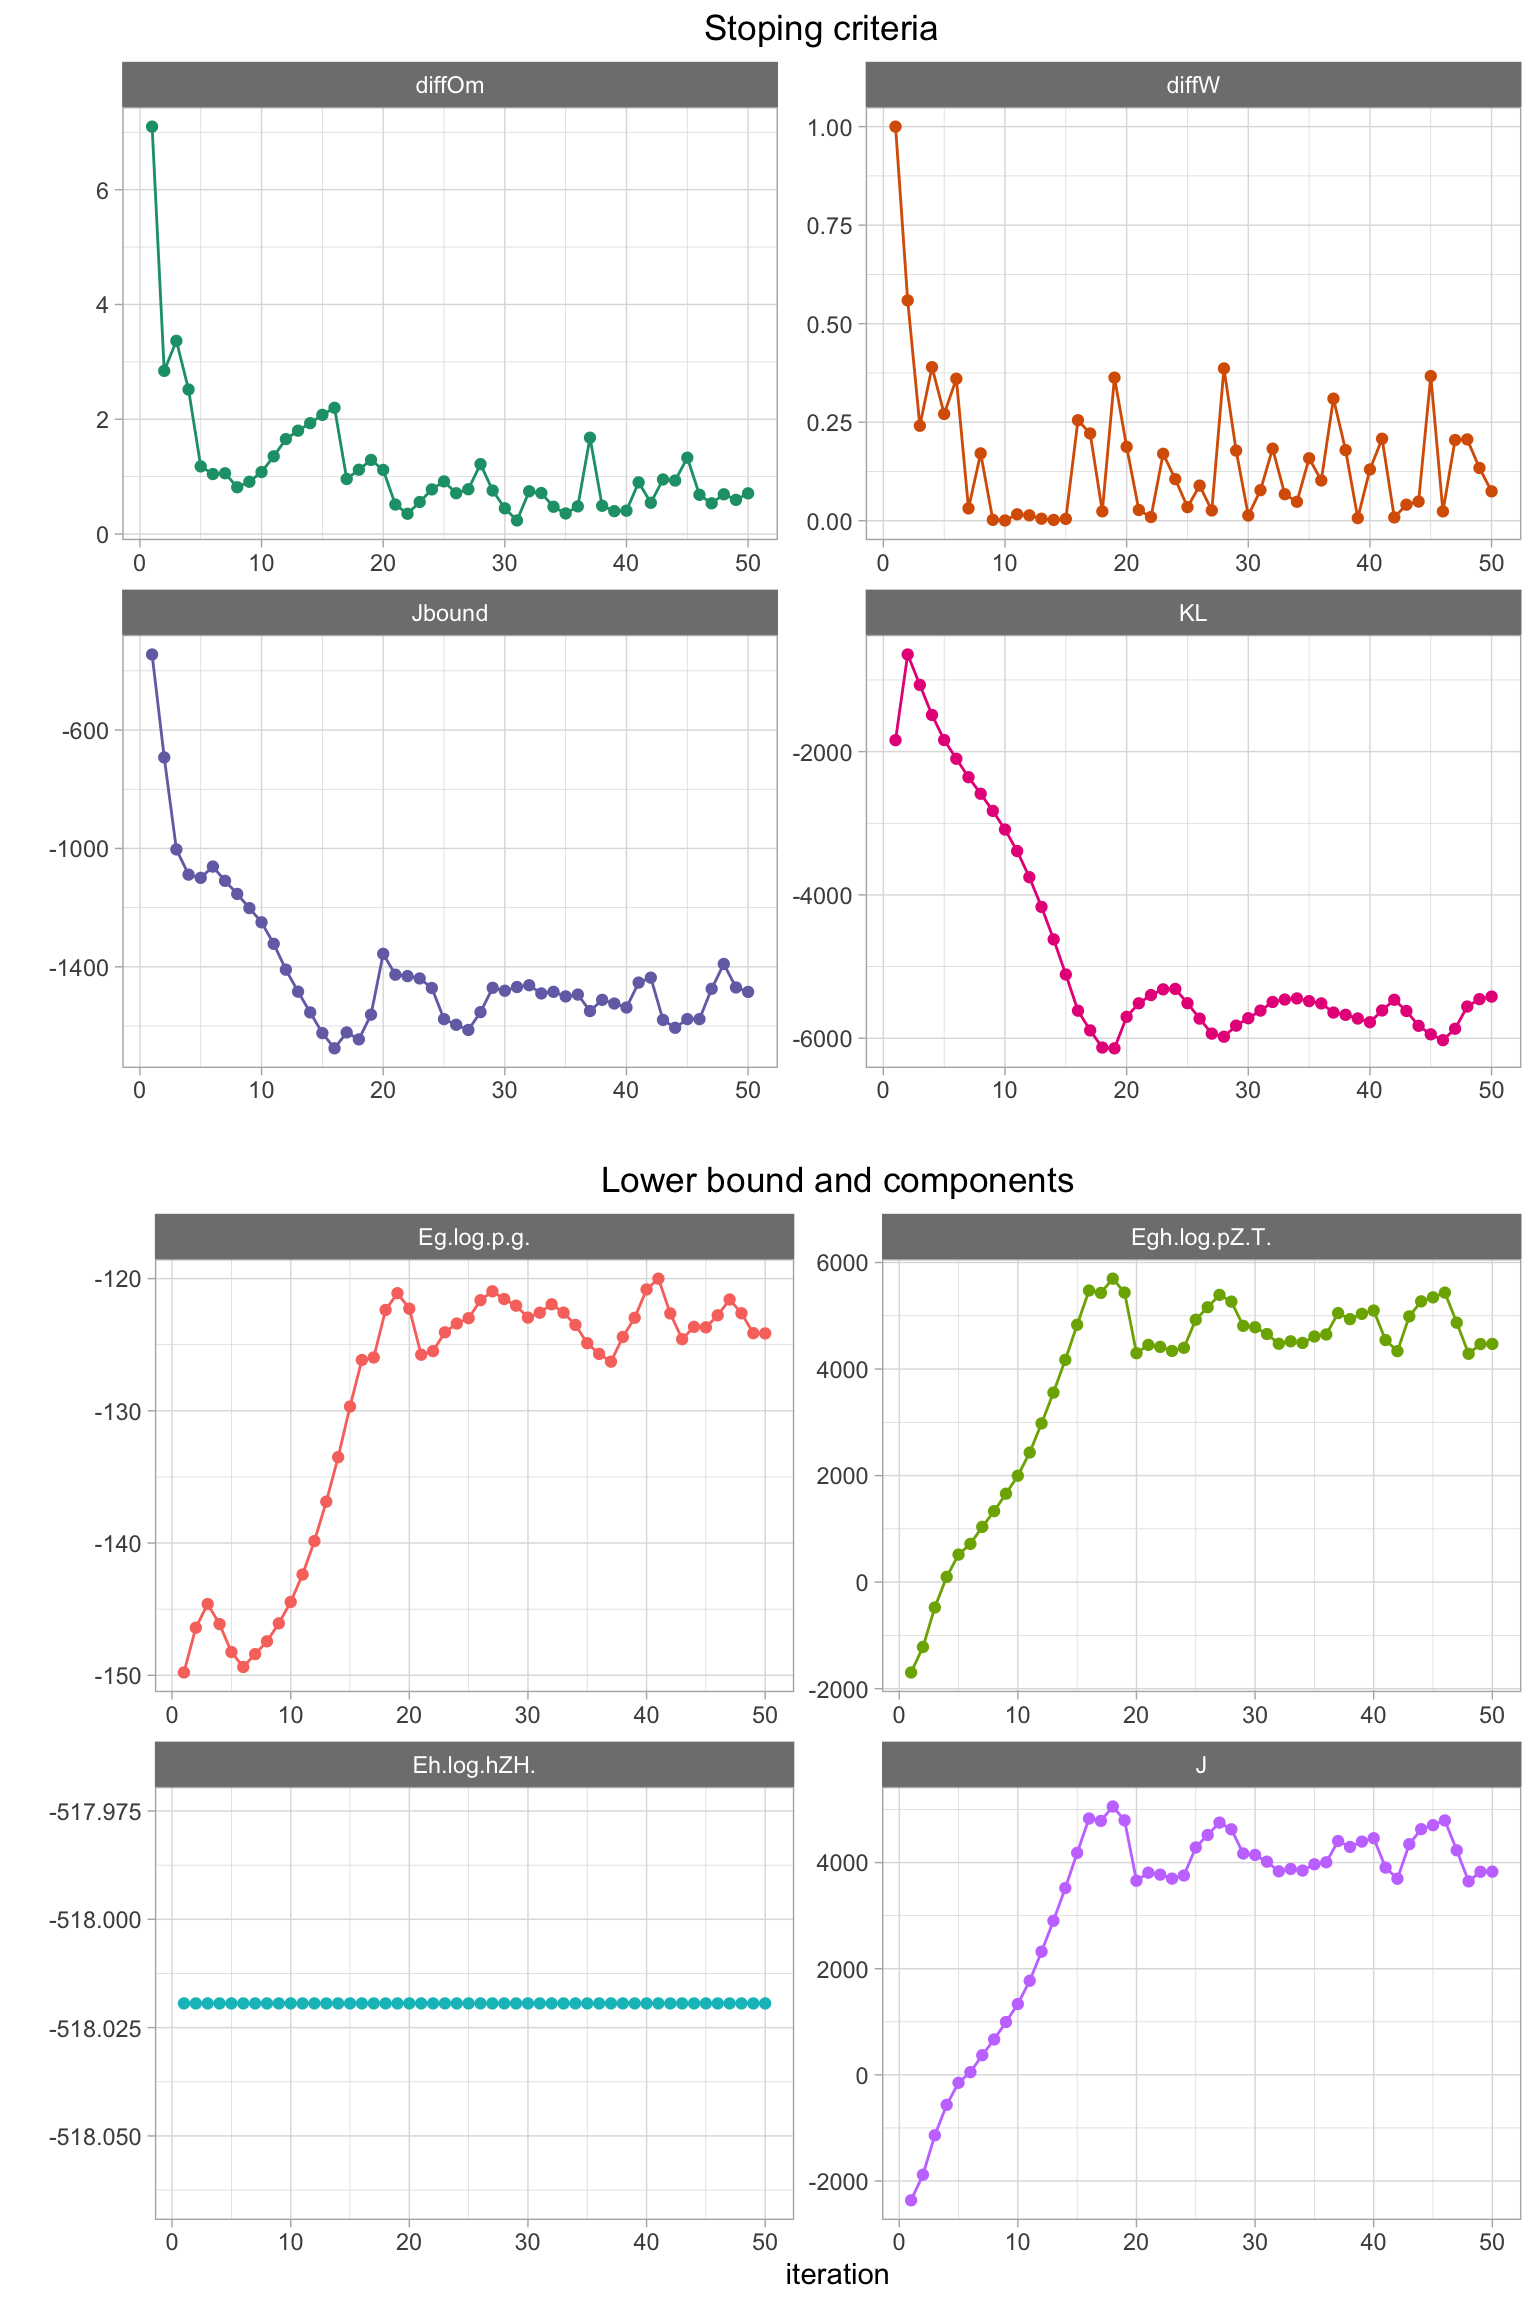 Stoping criteria
diffOm diffW
6
4
2
0
1.00
0.75
0.50
0.25
0.00
0 10 20 30 40 50 0 10 20 30 40 50
Jbound KL
-600
-1000
-1400
-2000
-4000
-6000
0 10 20 30 40 50 0 10 20 30 40 50
Lower bound and components
Eg.log.p.g. Egh.log.pZ.T.
-120
-130
-140
-150
6000
4000
2000
0
-2000
0 10 20 30 40 50 0 10 20 30 40 50
Eh.log.hZH. J
-517.975
-518.000
-518.025
-518.050
4000
2000
0
-2000
0 10 20 30 40 50 0 10 20 30 40 50
iteration